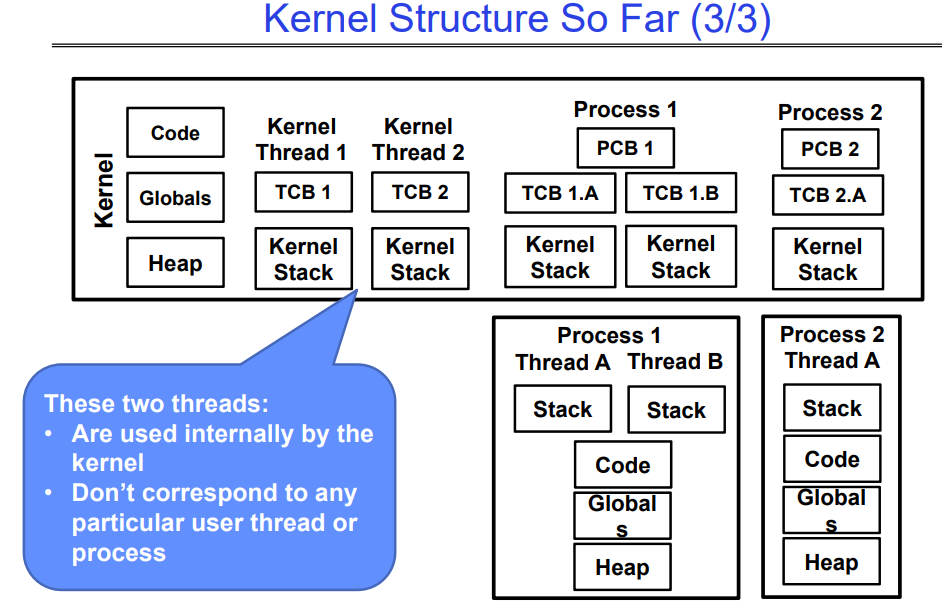 Kernel Structure So Far (3/3)
Kernel
Code
Globals
Heap
Kernel
Thread 1
TCB 1
Kernel
Stack
Kernel
Thread 2
TCB 2
Kernel
Stack
Process 1
PCB 1
TCB 1.A
TCB 1.B
Kernel
Stack
Kernel
Stack
Process 2
PCB 2
TCB 2.A
Kernel
Stack
These two threads:
• Are used internally by the
kernel
• Don't correspond to any
particular user thread or
process
Process 1
Thread A Thread B
Stack
Stack
Code
Global
s
Heap
Process 2
Thread A
Stack
Code
Global
s
Heap